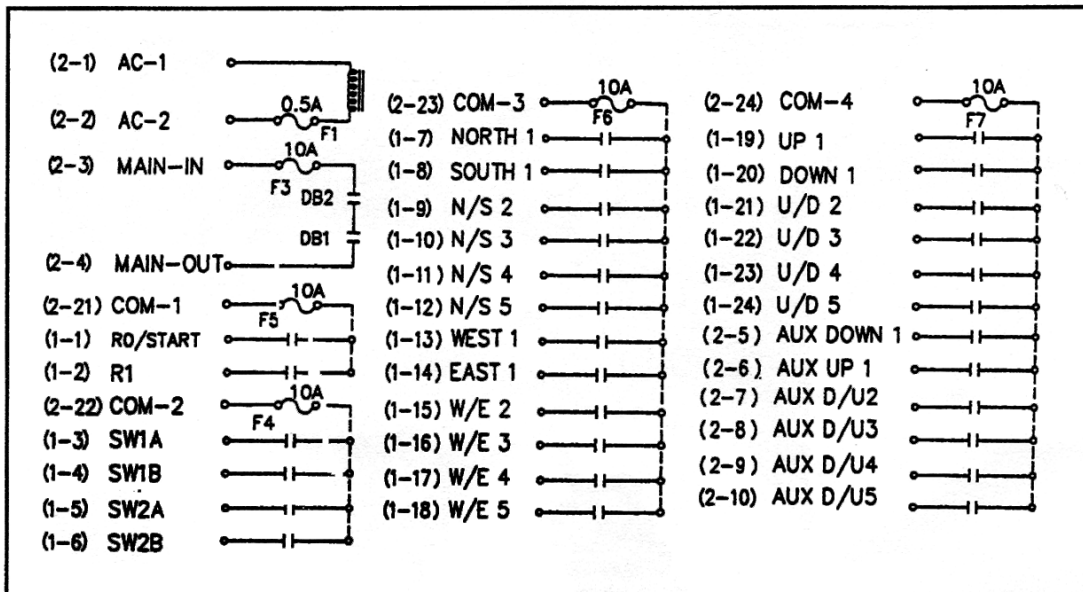 (2-1) AC-1
(2-2) AC-2
0.5A
F1
(2-3) MAIN-IN
10A
F3
DB2
DB1
(2-4) MAIN-OUT
(2-21) COM-1
10A
F5
(1-1) R0/START
(1-2) R1
(2-22) COM-2
10A
F4
(1-3) SW1A
(1-4) SW1B
(1-5) SW2A
(1-6) SW2B
(2-23) COM-3
10A
F6
(1-7) NORTH 1
(1-8) SOUTH 1
(1-9) N/S 2
(1-10) N/S 3
(1-11) N/S 4
(1-12) N/S 5
(1-13) WEST 1
(1-14) EAST 1
(1-15) W/E 2
(1-16) W/E 3
(1-17) W/E 4
(1-18) W/E 5
(2-24) COM-4
10A
F7
(1-19) UP 1
(1-20) DOWN 1
(1-21) U/D 2
(1-22) U/D 3
(1-23) U/D 4
(1-24) U/D 5
(2-5) AUX DOWN 1
(2-6) AUX UP 1
(2-7) AUX D/U2
(2-8) AUX D/U3
(2-9) AUX D/U4
(2-10) AUX D/U5